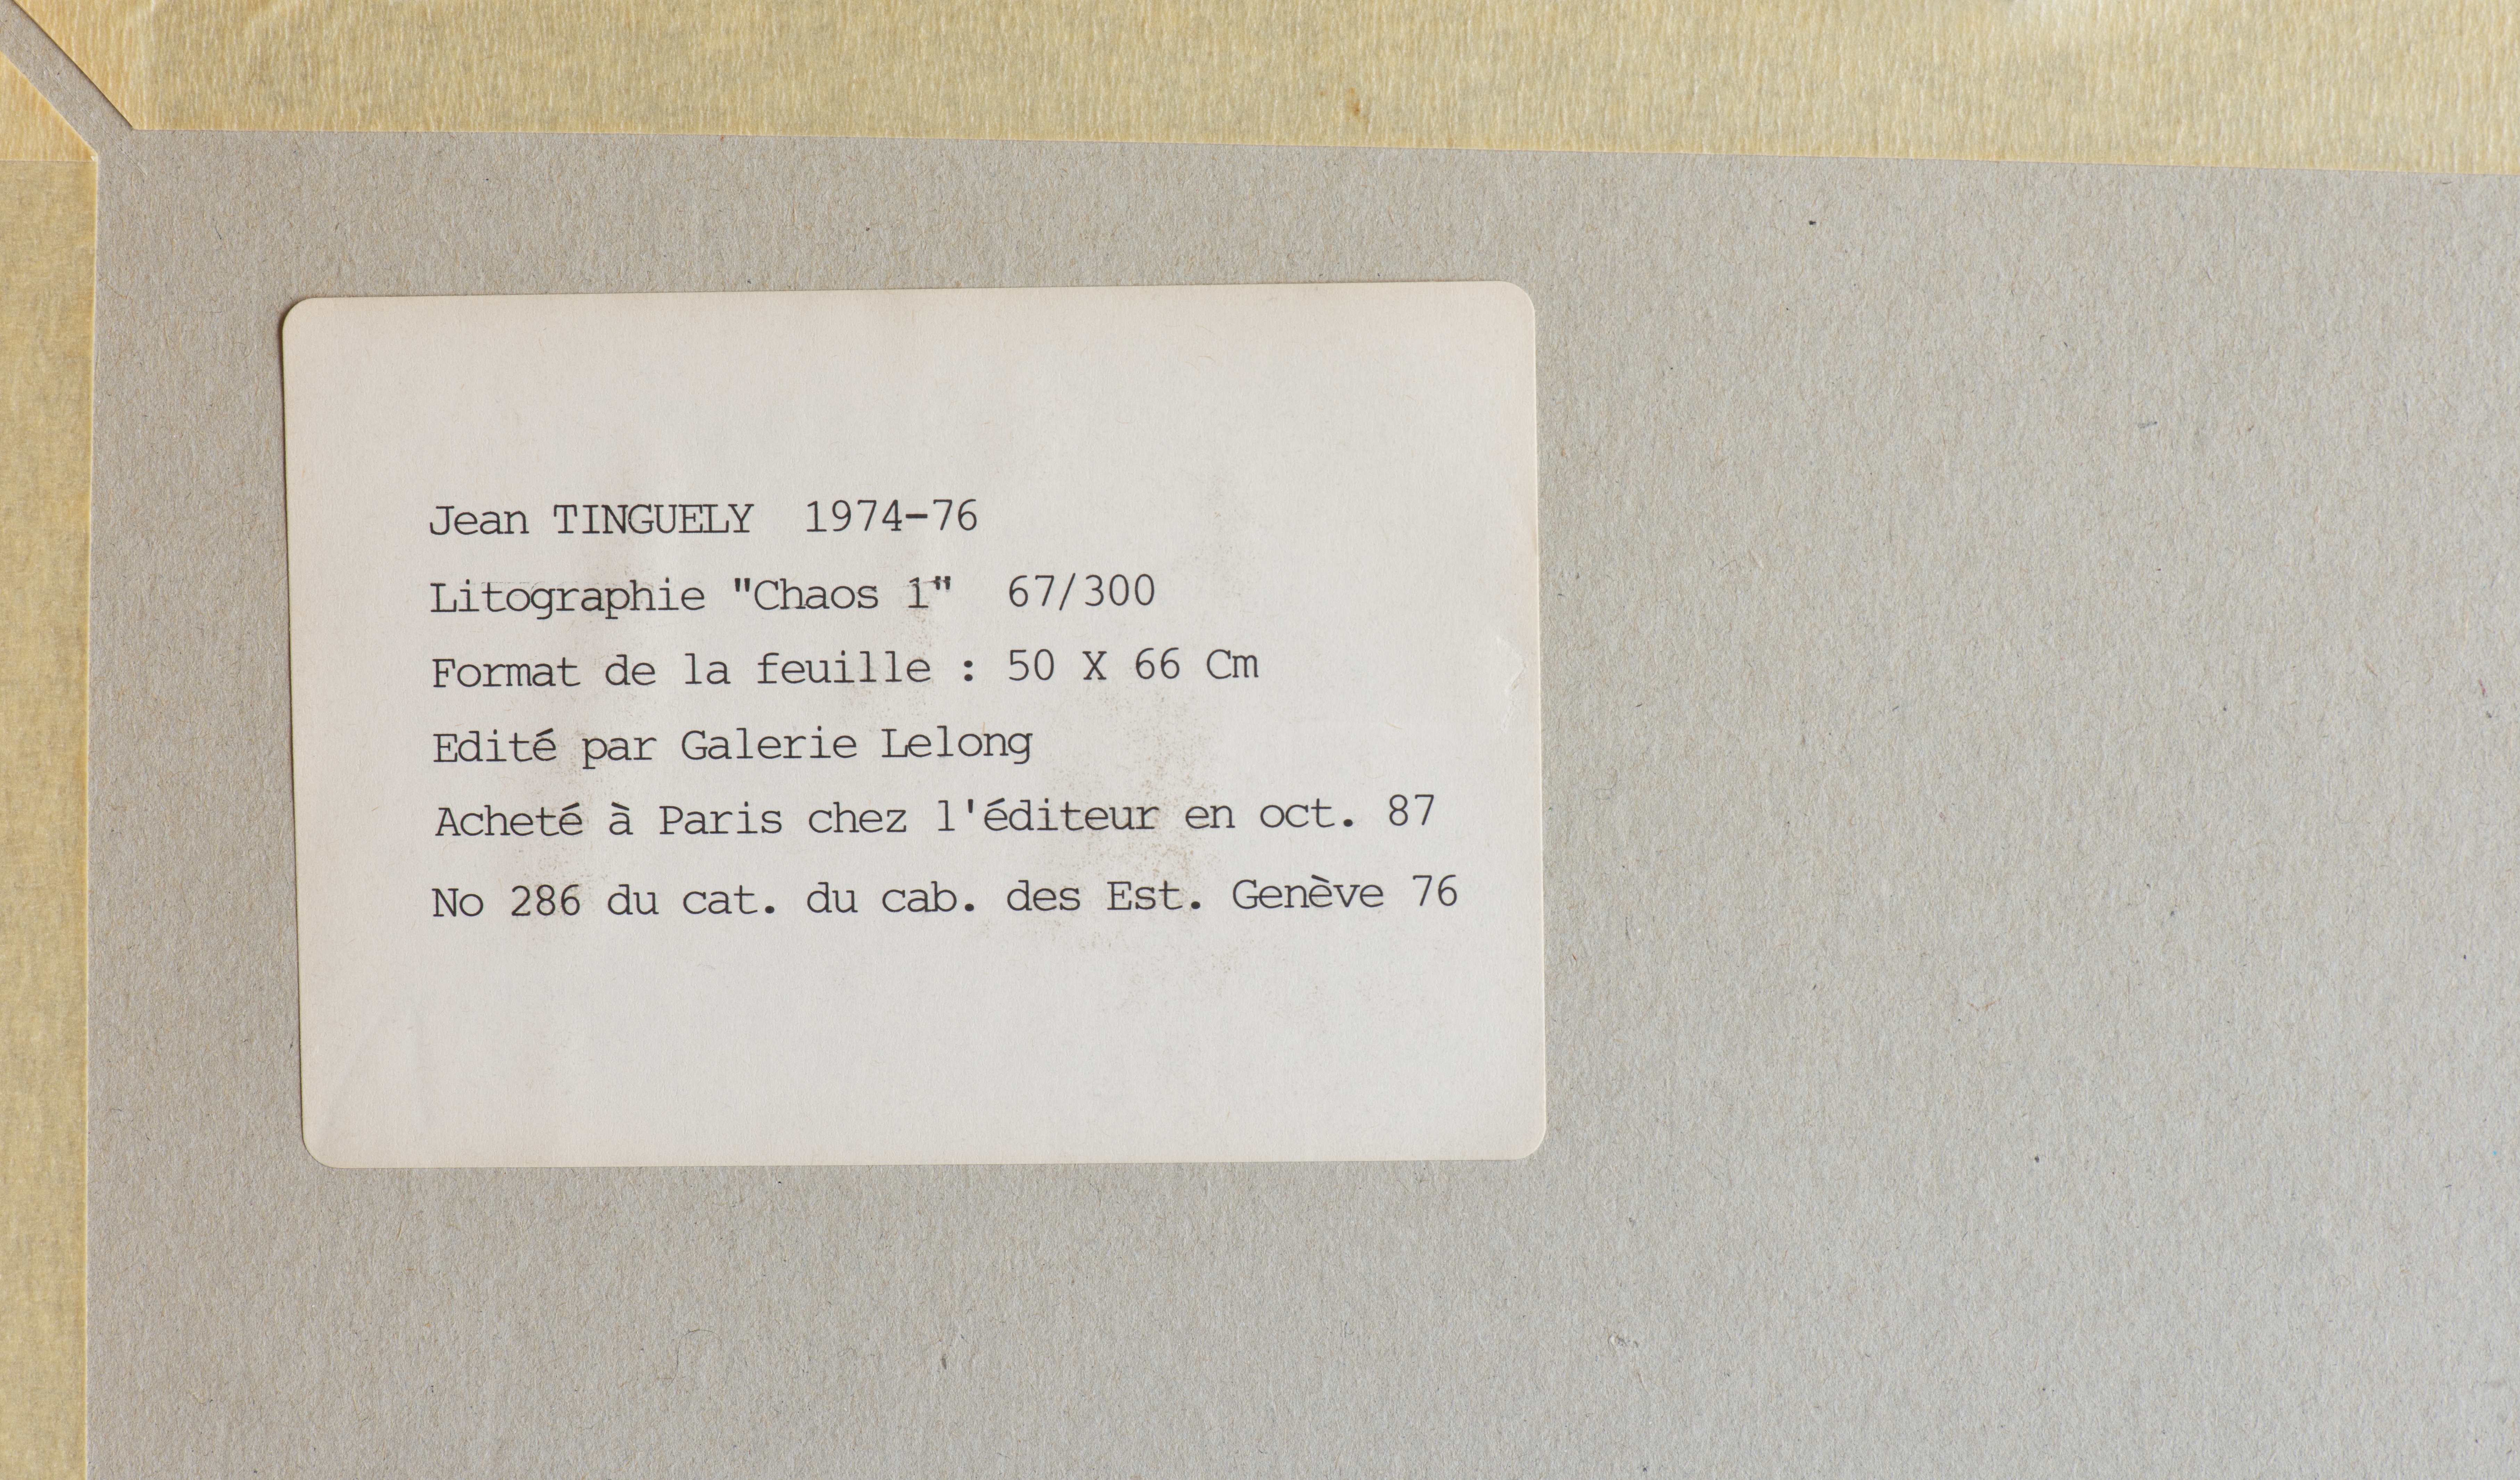 Jean TINGUELY 1974-76
Litographie "Chaos 1" 67/300
Format de la feuille : 50 X 66 Cm
Edité par Galerie Lelong
Acheté à Paris chez l'éditeur en oct. 87
No 286 du cat. du cab. des Est. Genève 76